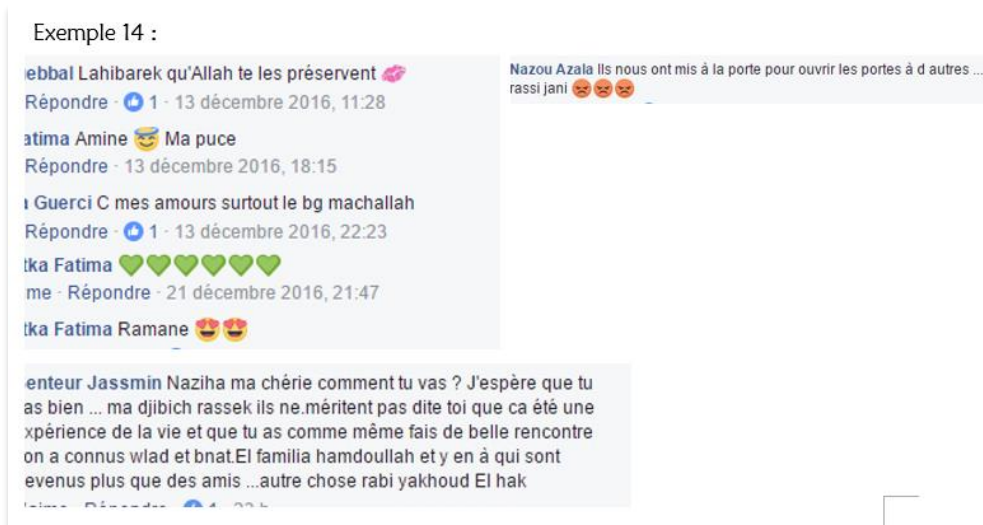 Exemple 14 :
ebbal Lahibarek qu'Allah te les préservent 💋
Répondre · 1 · 13 décembre 2016, 11:28
atima Amine 😇 Ma puce
Répondre · 13 décembre 2016, 18:15
Guerci C mes amours surtout le bg machallah
Répondre · 1 · 13 décembre 2016, 22:23
tka Fatima 💚💚💚💚💚💚
me · Répondre · 21 décembre 2016, 21:47
tka Fatima Ramane 😍😍
Nazou Azala Ils nous ont mis à la porte pour ouvrir les portes à d autres ...
rassi jani 😡😡😡
enteur Jassmin Naziha ma chérie comment tu vas ? J'espère que tu
as bien ... ma djibich rassek ils ne.méritent pas dite toi que ca été une
xpérience de la vie et que tu as comme même fais de belle rencontre
on a connus wlad et bnat.El familia hamdoullah et y en à qui sont
evenus plus que des amis ...autre chose rabi yakhoud El hak